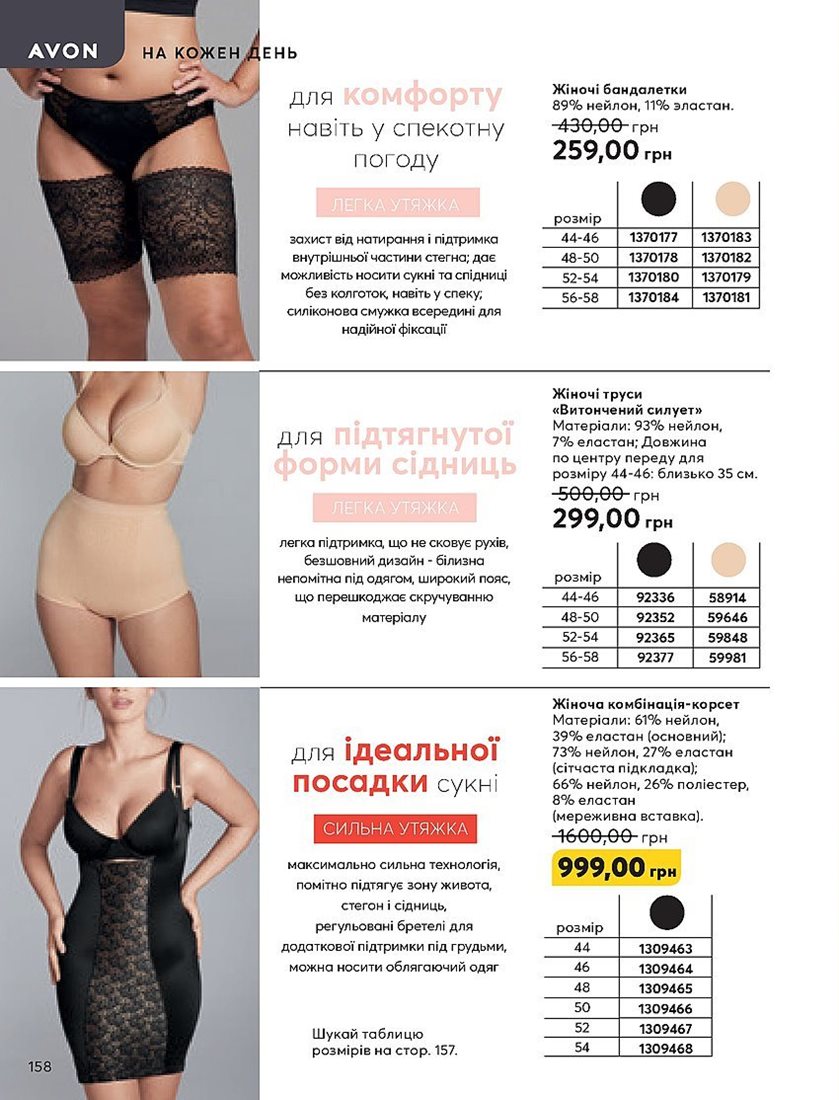 AVON
НА КОЖЕН ДЕНЬ
для комфорту
навіть у спекотну
погоду
ЛЕГКА УТЯЖКА
захист від натирання і підтримка
внутрішньої частини стегна; дає
можливість носити сукні та спідниці
без колготок, навіть у спеку;
силіконова смужка всередині для
надійної фіксації
Жіночі бандалетки
89% нейлон, 11% эластан.
430,00 грн
259,00 грн
розмір
44-46 1370177 1370183
48-50 1370178 1370182
52-54 1370180 1370179
56-58 1370184 1370181
для підтягнутої
форми сідниць
ЛЕГКА УТЯЖКА
легка підтримка, що не сковує рухів,
безшовний дизайн - білизна
непомітна під одягом, широкий пояс,
що перешкоджає скручуванню
матеріалу
Жіночі труси
«Витончений силует»
Матеріали: 93% нейлон,
7% еластан; Довжина
по центру переду для
розміру 44-46: близько 35 см.
500,00 грн
299,00 грн
розмір
44-46 92336 58914
48-50 92352 59646
52-54 92365 59848
56-58 92377 59981
для ідеальної
посадки сукні
СИЛЬНА УТЯЖКА
максимально сильна технологія,
помітно підтягує зону живота,
стегон і сідниць,
регульовані бретелі для
додаткової підтримки під грудьми,
можна носити облягаючий одяг
Шукай таблицю
розмірів на стор. 157.
Жіноча комбінація-корсет
Матеріали: 61% нейлон,
39% еластан (основний);
73% нейлон, 27% еластан
(сітчаста підкладка);
66% нейлон, 26% поліестер,
8% еластан
(мереживна вставка).
1600,00 грн
999,00 грн
розмір
44 1309463
46 1309464
48 1309465
50 1309466
52 1309467
54 1309468
158